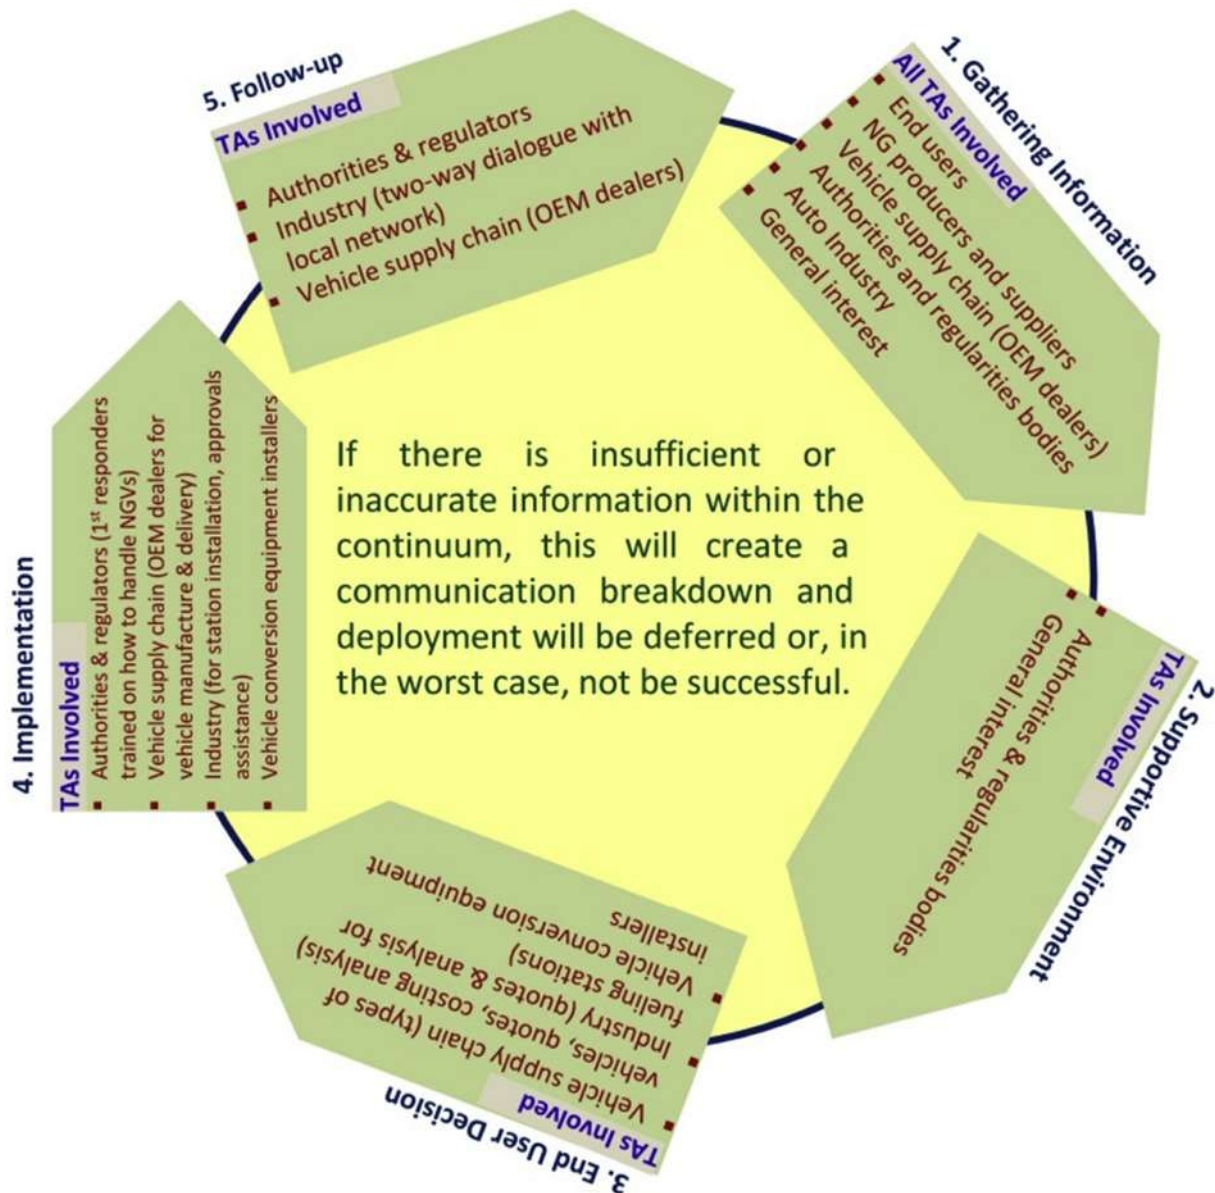 1. Gathering Information
All TAs Involved
▪ End users
▪ NG producers and suppliers
▪ Vehicle supply chain (OEM dealers)
▪ Authorities and regularities bodies
▪ Auto Industry
▪ General interest
2. Supportive Environment
TAs Involved
▪ Authorities & regularities bodies
▪ General interest
3. End User Decision
TAs Involved
▪ Vehicle supply chain (types of
vehicles, quotes, costing analysis)
▪ Industry (quotes & analysis for
fueling stations)
▪ Vehicle conversion equipment
installers
4. Implementation
TAs Involved
▪ Authorities & regulators (1st responders
trained on how to handle NGVs)
▪ Vehicle supply chain (OEM dealers for
vehicle manufacture & delivery)
▪ Industry (for station installation, approvals
assistance)
▪ Vehicle conversion equipment installers
5. Follow-up
TAs Involved
▪ Authorities & regulators
▪ Industry (two-way dialogue with
local network)
▪ Vehicle supply chain (OEM dealers)
If there is insufficient or
inaccurate information within the
continuum, this will create a
communication breakdown and
deployment will be deferred or, in
the worst case, not be successful.